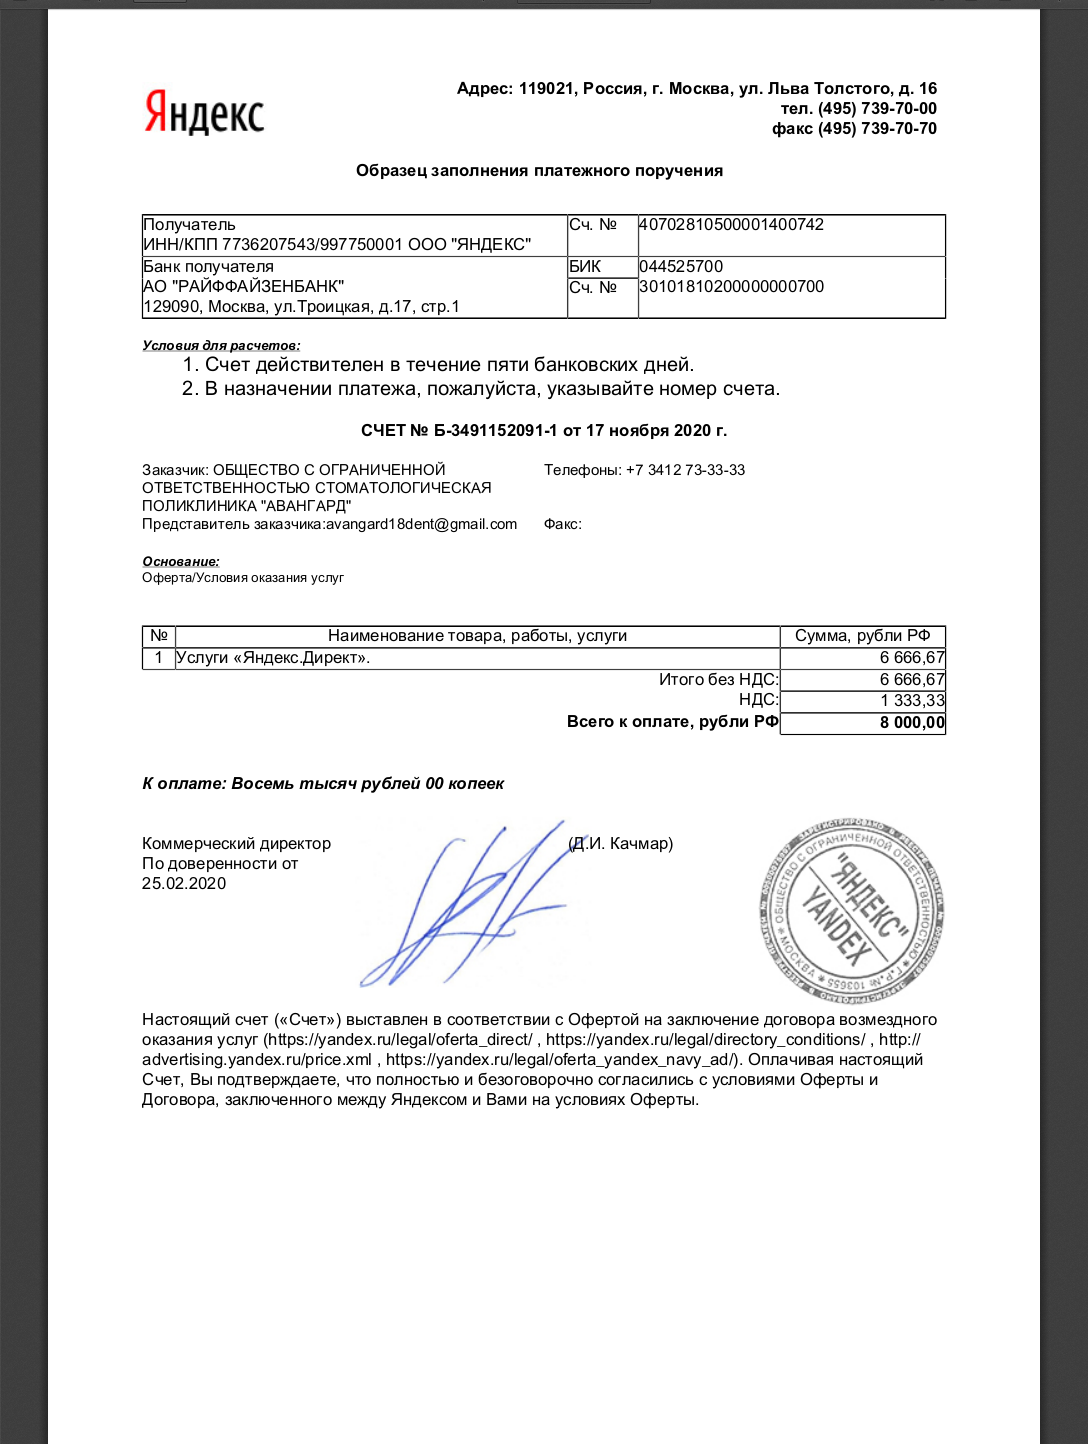 Яндекс
Адрес: 119021, Россия, г. Москва, ул. Льва Толстого, д. 16
тел. (495) 739-70-00
факс (495) 739-70-70
Образец заполнения платежного поручения
Получатель
ИНН/КПП 7736207543/997750001 ООО "ЯНДЕКС"
Сч. № 40702810500001400742
Банк получателя
АО "РАЙФФАЙЗЕНБАНК"
129090, Москва, ул.Троицкая, д.17, стр.1
БИК 044525700
Сч. № 30101810200000000700
Условия для расчетов:
1. Счет действителен в течение пяти банковских дней.
2. В назначении платежа, пожалуйста, указывайте номер счета.
СЧЕТ № Б-3491152091-1 от 17 ноября 2020 г.
Заказчик: ОБЩЕСТВО С ОГРАНИЧЕННОЙ
ОТВЕТСТВЕННОСТЬЮ СТОМАТОЛОГИЧЕСКАЯ
ПОЛИКЛИНИКА "АВАНГАРД"
Телефоны: +7 3412 73-33-33
Представитель заказчика:avangard18dent@gmail.com
Факс:
Основание:
Оферта/Условия оказания услуг
№ Наименование товара, работы, услуги Сумма, рубли РФ
1 Услуги «Яндекс.Директ». 6 666,67
Итого без НДС: 6 666,67
НДС: 1 333,33
Всего к оплате, рубли РФ 8 000,00
К оплате: Восемь тысяч рублей 00 копеек
Коммерческий директор
По доверенности от
25.02.2020
(Д.И. Качмар)
ОБЩЕСТВО С ОГРАНИЧЕННОЙ ОТВЕТСТВЕННОСТЬЮ * Г.Р.№ 103655 * МОСКВА *
"ЯНДЕКС"
YANDEX
Настоящий счет («Счет») выставлен в соответствии с Офертой на заключение договора возмездного
оказания услуг (https://yandex.ru/legal/oferta_direct/ , https://yandex.ru/legal/directory_conditions/ , http://
advertising.yandex.ru/price.xml , https://yandex.ru/legal/oferta_yandex_navy_ad/). Оплачивая настоящий
Счет, Вы подтверждаете, что полностью и безоговорочно согласились с условиями Оферты и
Договора, заключенного между Яндексом и Вами на условиях Оферты.